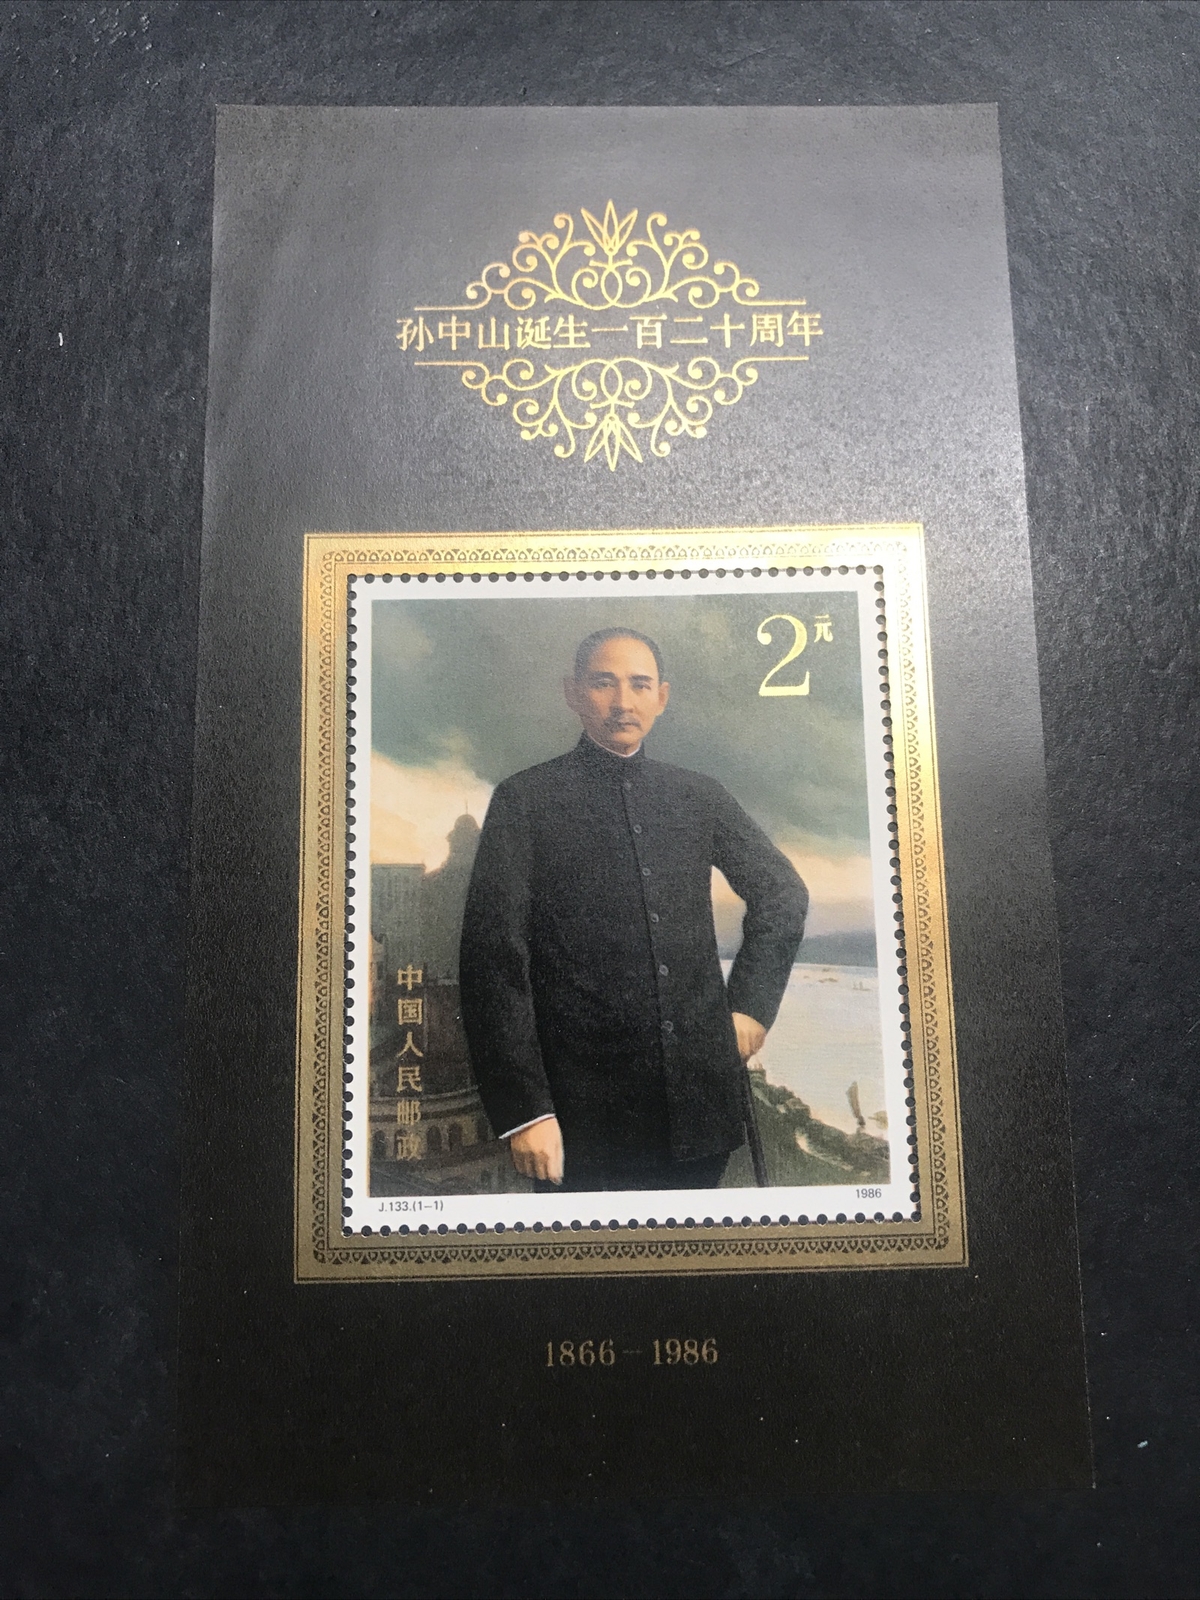 孙中山诞生一百二十周年
2元
中国人民邮政
J.133.(1-1)
1986
1866-1986